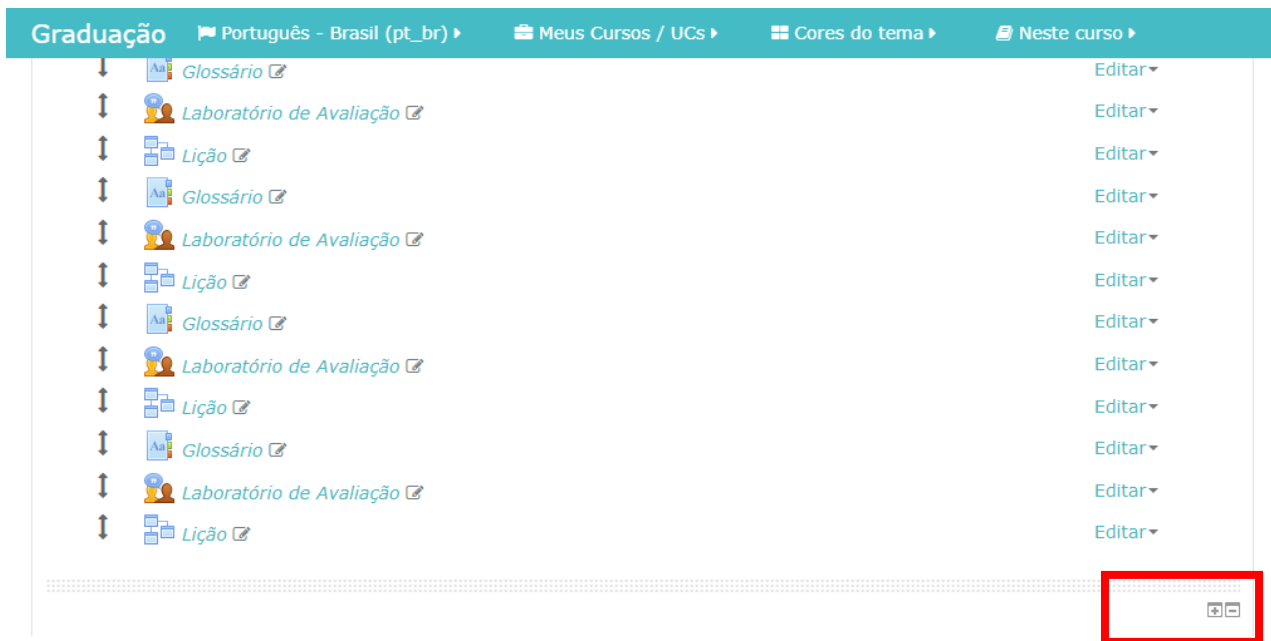 Graduação Português - Brasil (pt_br) Meus Cursos / UCs Cores do tema Neste curso
Glossário Editar
Laboratório de Avaliação Editar
Lição Editar
Glossário Editar
Laboratório de Avaliação Editar
Lição Editar
Glossário Editar
Laboratório de Avaliação Editar
Lição Editar
Glossário Editar
Laboratório de Avaliação Editar
Lição Editar